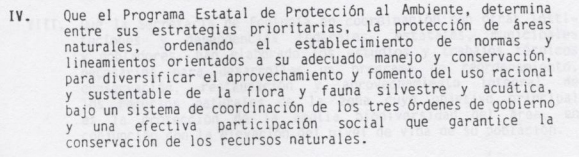 IV. Que el Programa Estatal de Protección al Ambiente, determina
entre sus estrategias prioritarias, la protección de áreas
naturales, ordenando el establecimiento de normas y
lineamientos orientados a su adecuado manejo y conservación,
para diversificar el aprovechamiento y fomento del uso racional
y sustentable de la flora y fauna silvestre y acuática,
bajo un sistema de coordinación de los tres órdenes de gobierno
y una efectiva participación social que garantice la
conservación de los recursos naturales.